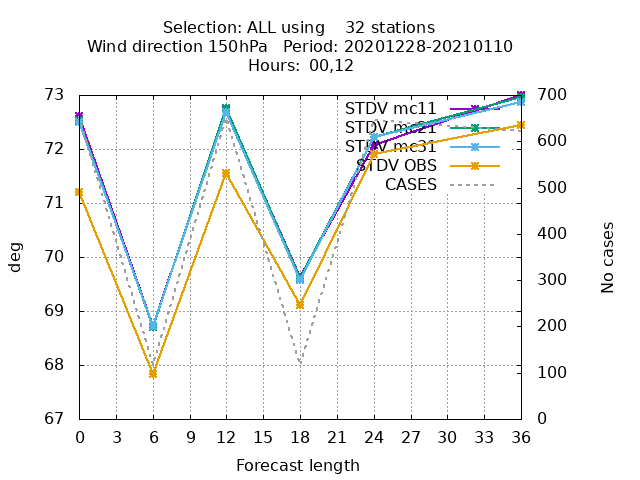 Selection: ALL using    32 stations
Wind direction 150hPa   Period: 20201228-20210110
Hours: 00,12
STDV mc11
STDV mc21
STDV mc31
STDV OBS
CASES
73
72
71
70
69
68
67
deg
700
600
500
400
300
200
100
0
No cases
0 3 6 9 12 15 18 21 24 27 30 33 36
Forecast length